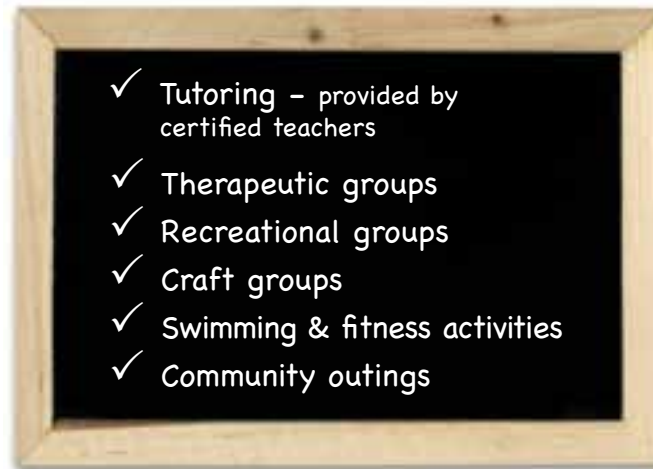 ✓ Tutoring – provided by
certified teachers
✓ Therapeutic groups
✓ Recreational groups
✓ Craft groups
✓ Swimming & fitness activities
✓ Community outings